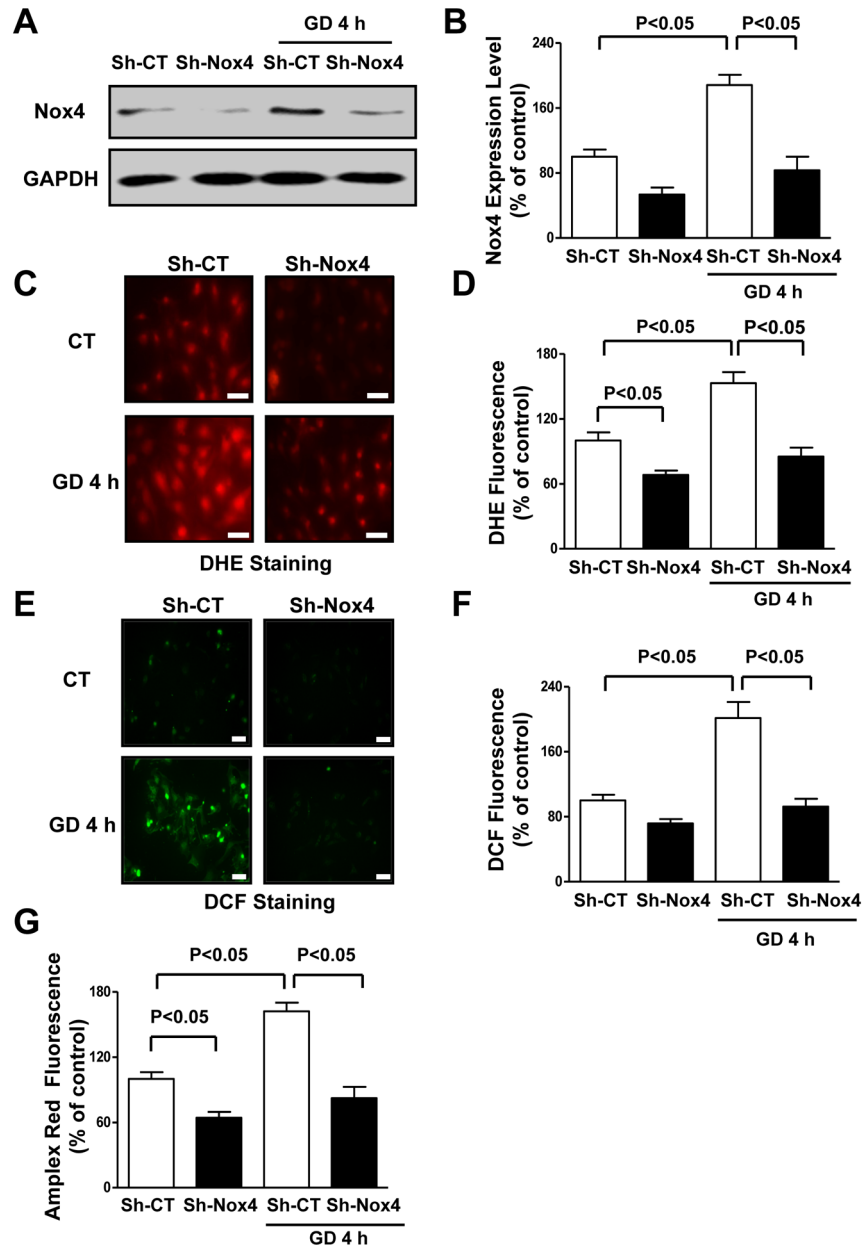 A
GD 4 h
Sh-CT Sh-Nox4 Sh-CT Sh-Nox4
Nox4
GAPDH
B
P<0.05 P<0.05
Nox4 Expression Level
(% of control)
240
160
80
0
Sh-CT Sh-Nox4 Sh-CT Sh-Nox4
GD 4 h
C
Sh-CT Sh-Nox4
CT
GD 4 h
DHE Staining
D
P<0.05 P<0.05
P<0.05
DHE Fluorescence
(% of control)
180
120
60
0
Sh-CT Sh-Nox4 Sh-CT Sh-Nox4
GD 4 h
E
Sh-CT Sh-Nox4
CT
GD 4 h
DCF Staining
F
P<0.05 P<0.05
DCF Fluorescence
(% of control)
240
160
80
0
Sh-CT Sh-Nox4 Sh-CT Sh-Nox4
GD 4 h
G
P<0.05 P<0.05
P<0.05
Amplex Red Fluorescence
(% of control)
180
120
60
0
Sh-CT Sh-Nox4 Sh-CT Sh-Nox4
GD 4 h